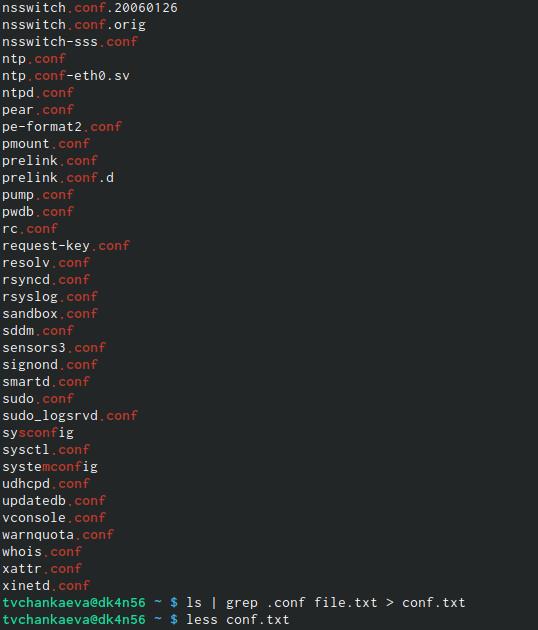 nsswitch.conf.20060126
nsswitch.conf.orig
nsswitch-sss.conf
ntp.conf
ntp.conf-eth0.sv
ntpd.conf
pear.conf
pe-format2.conf
pmount.conf
prelink.conf
prelink.conf.d
pump.conf
pwdb.conf
rc.conf
request-key.conf
resolv.conf
rsyncd.conf
rsyslog.conf
sandbox.conf
sddm.conf
sensors3.conf
signond.conf
smartd.conf
sudo.conf
sudo_logsrvd.conf
sysconfig
sysctl.conf
systemconfig
udhcpd.conf
updatedb.conf
vconsole.conf
warnquota.conf
whois.conf
xattr.conf
xinetd.conf
tvchankaeva@dk4n56 ~ $ ls | grep .conf file.txt > conf.txt
tvchankaeva@dk4n56 ~ $ less conf.txt